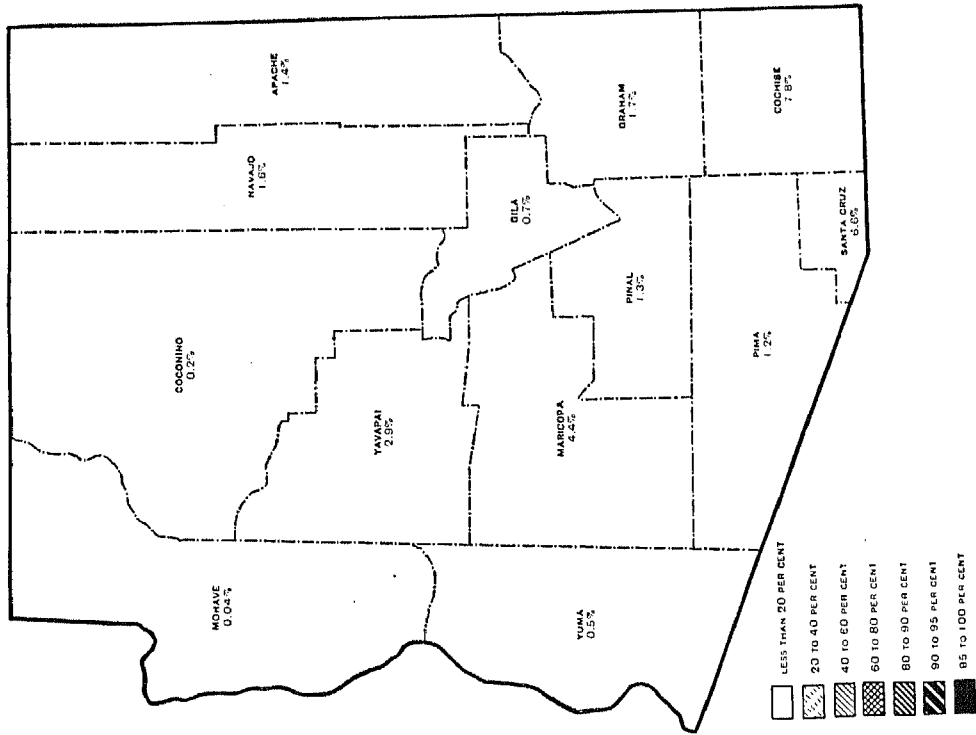 APACHE
1.4%
NAVAJO
1.6%
COCONINO
0.2%
MOHAVE
0.04%
YAVAPAI
2.9%
GILA
0.7%
GRAHAM
1.7%
MARICOPA
4.4%
PINAL
1.3%
YUMA
0.5%
PIMA
1.2%
COCHISE
7.8%
SANTA CRUZ
6.6%
LESS THAN 20 PER CENT
20 TO 40 PER CENT
40 TO 60 PER CENT
60 TO 80 PER CENT
80 TO 90 PER CENT
90 TO 95 PER CENT
95 TO 100 PER CENT